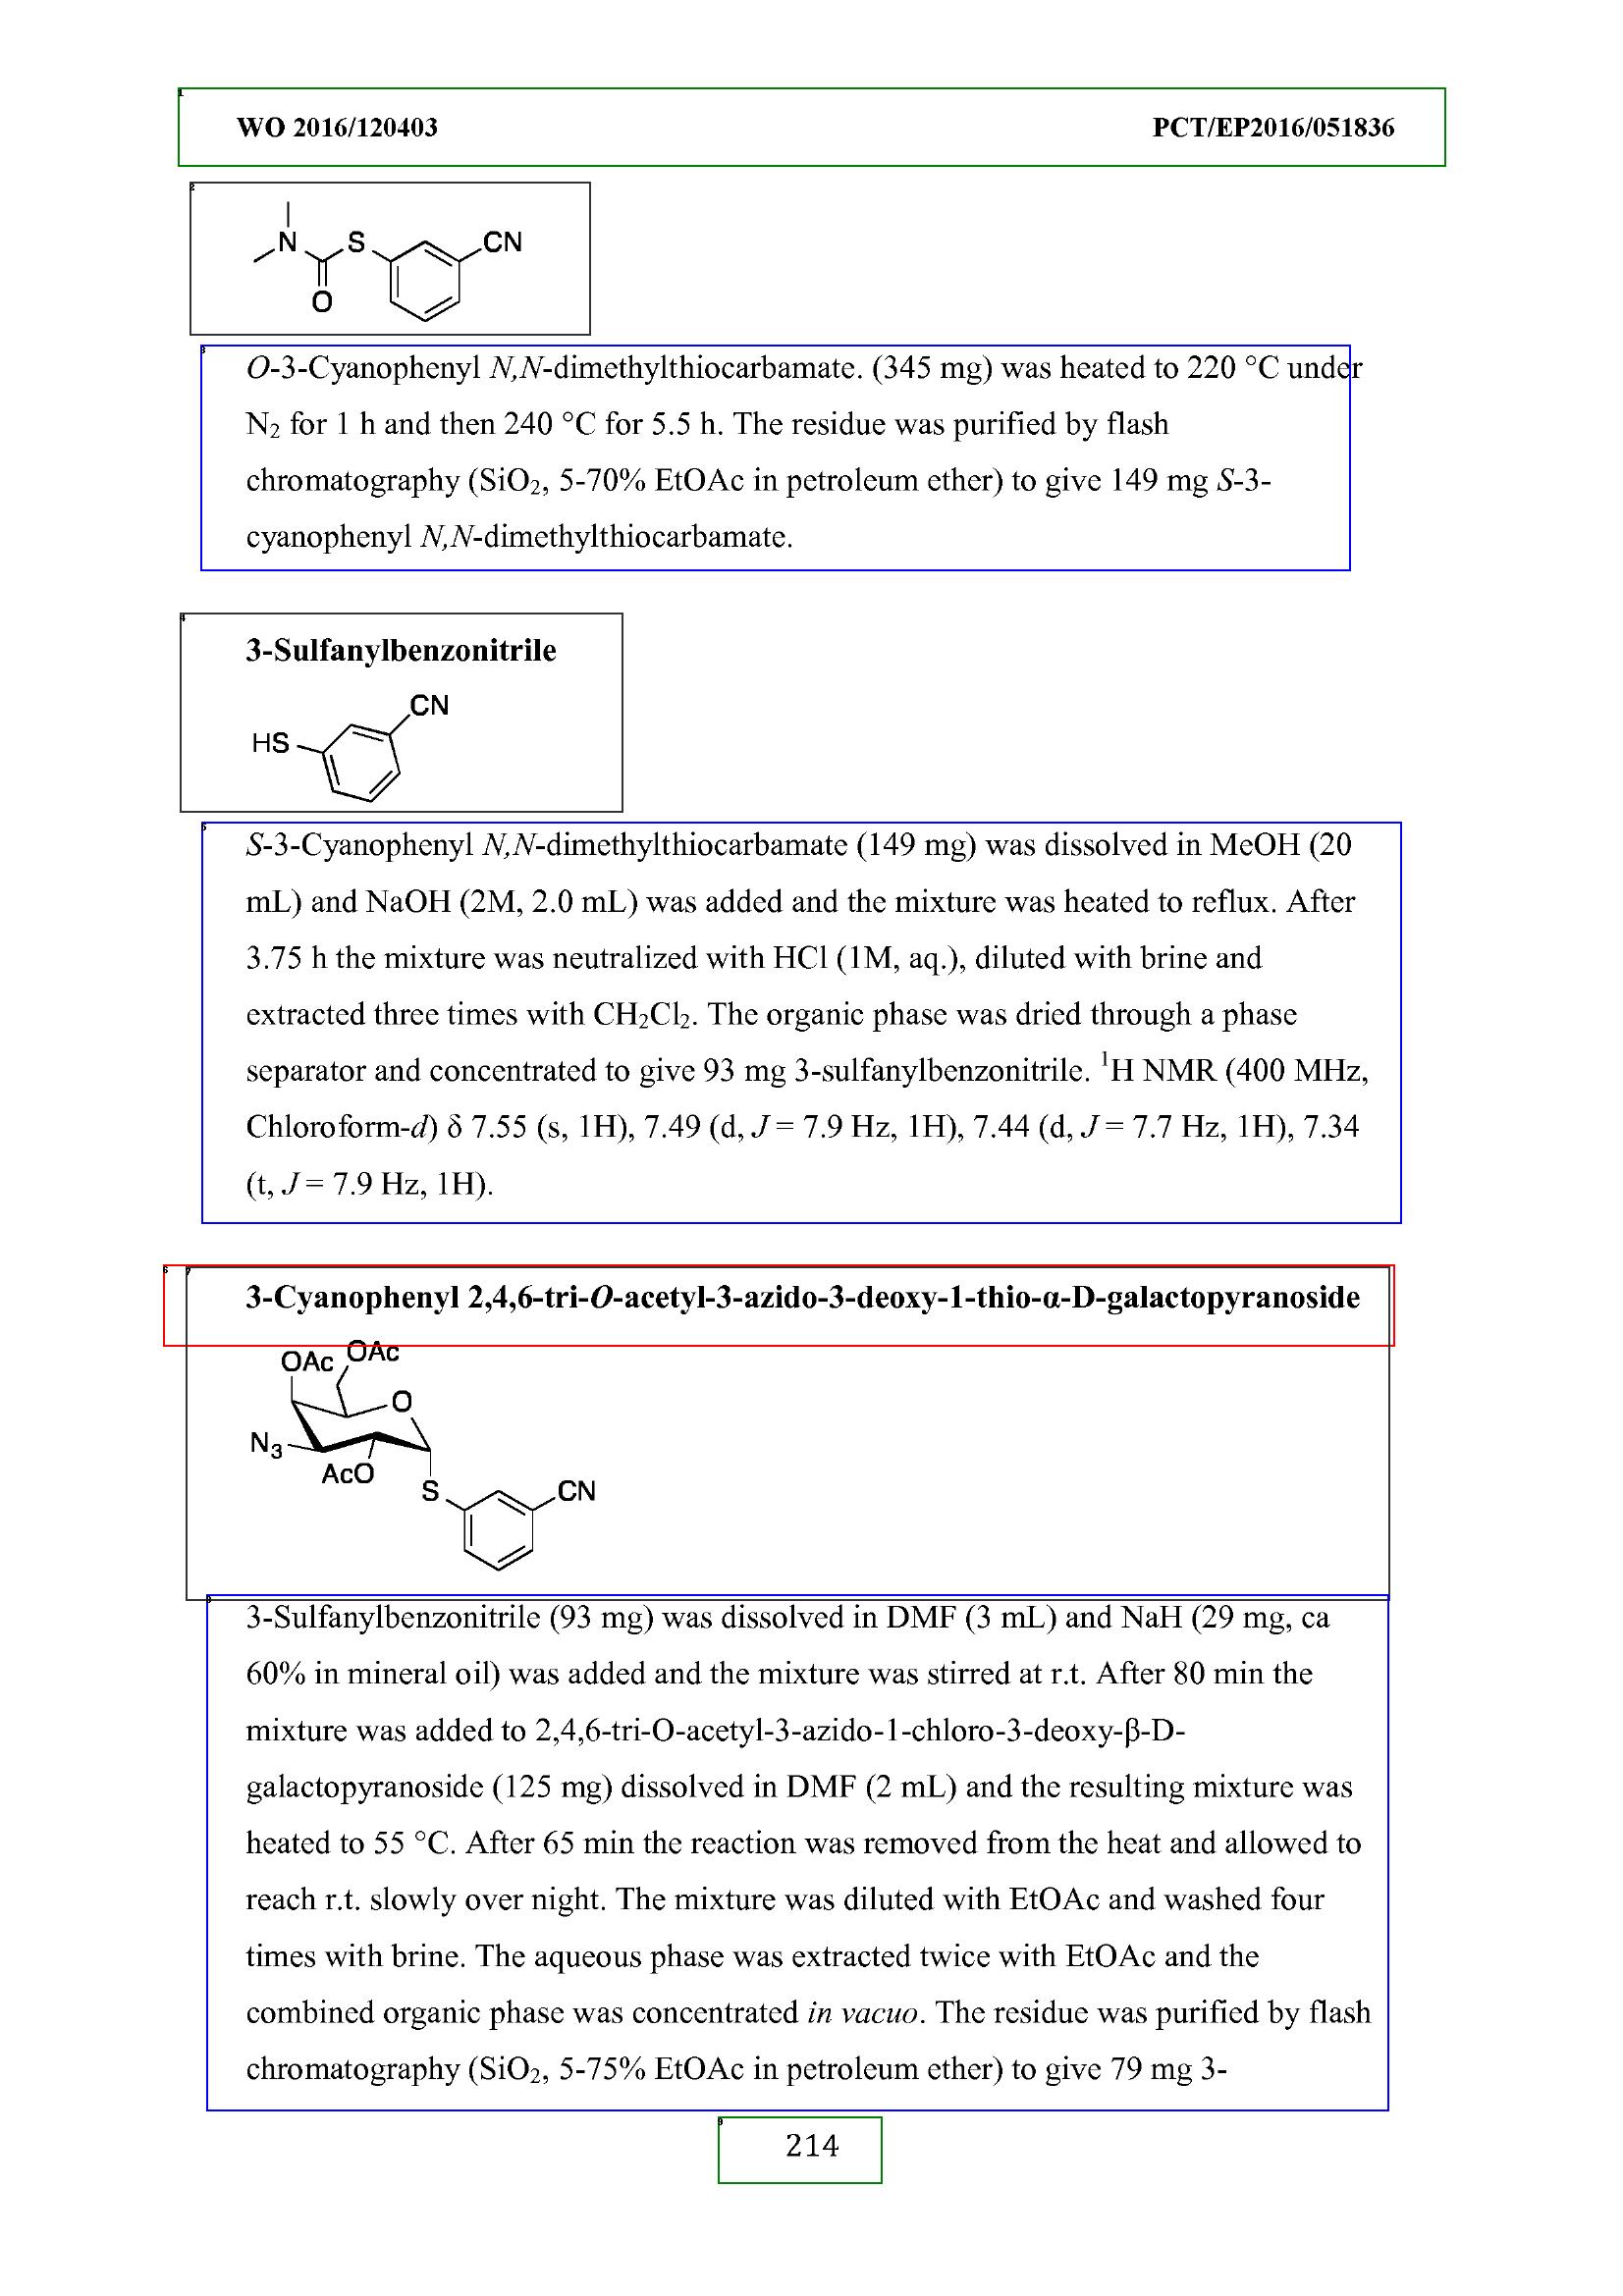 WO 2016/120403 PCT/EP2016/051836
N S CN
O
O-3-Cyanophenyl N,N-dimethylthiocarbamate. (345 mg) was heated to 220 °C under
N₂ for 1 h and then 240 °C for 5.5 h. The residue was purified by flash
chromatography (SiO₂, 5-70% EtOAc in petroleum ether) to give 149 mg S-3-
cyanophenyl N,N-dimethylthiocarbamate.
3-Sulfanylbenzonitrile
CN
HS
S-3-Cyanophenyl N,N-dimethylthiocarbamate (149 mg) was dissolved in MeOH (20
mL) and NaOH (2M, 2.0 mL) was added and the mixture was heated to reflux. After
3.75 h the mixture was neutralized with HCl (1M, aq.), diluted with brine and
extracted three times with CH₂Cl₂. The organic phase was dried through a phase
separator and concentrated to give 93 mg 3-sulfanylbenzonitrile. ¹H NMR (400 MHz,
Chloroform-d) δ 7.55 (s, 1H), 7.49 (d, J = 7.9 Hz, 1H), 7.44 (d, J = 7.7 Hz, 1H), 7.34
(t, J = 7.9 Hz, 1H).
3-Cyanophenyl 2,4,6-tri-O-acetyl-3-azido-3-deoxy-1-thio-α-D-galactopyranoside
OAc OAc
O
N₃
AcO
S CN
3-Sulfanylbenzonitrile (93 mg) was dissolved in DMF (3 mL) and NaH (29 mg, ca
60% in mineral oil) was added and the mixture was stirred at r.t. After 80 min the
mixture was added to 2,4,6-tri-O-acetyl-3-azido-1-chloro-3-deoxy-β-D-
galactopyranoside (125 mg) dissolved in DMF (2 mL) and the resulting mixture was
heated to 55 °C. After 65 min the reaction was removed from the heat and allowed to
reach r.t. slowly over night. The mixture was diluted with EtOAc and washed four
times with brine. The aqueous phase was extracted twice with EtOAc and the
combined organic phase was concentrated in vacuo. The residue was purified by flash
chromatography (SiO₂, 5-75% EtOAc in petroleum ether) to give 79 mg 3-
214